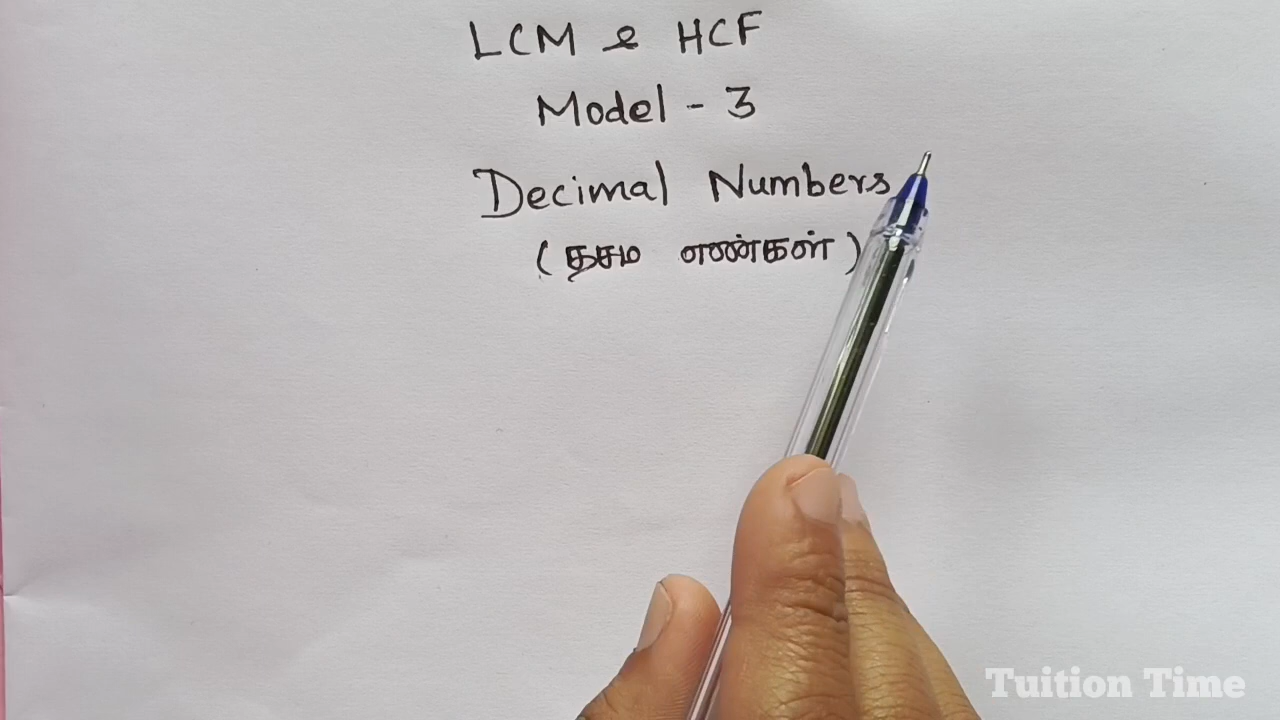 LCM & HCF
Model - 3
Decimal Numbers
(தசம எண்கள்)
Tuition Time